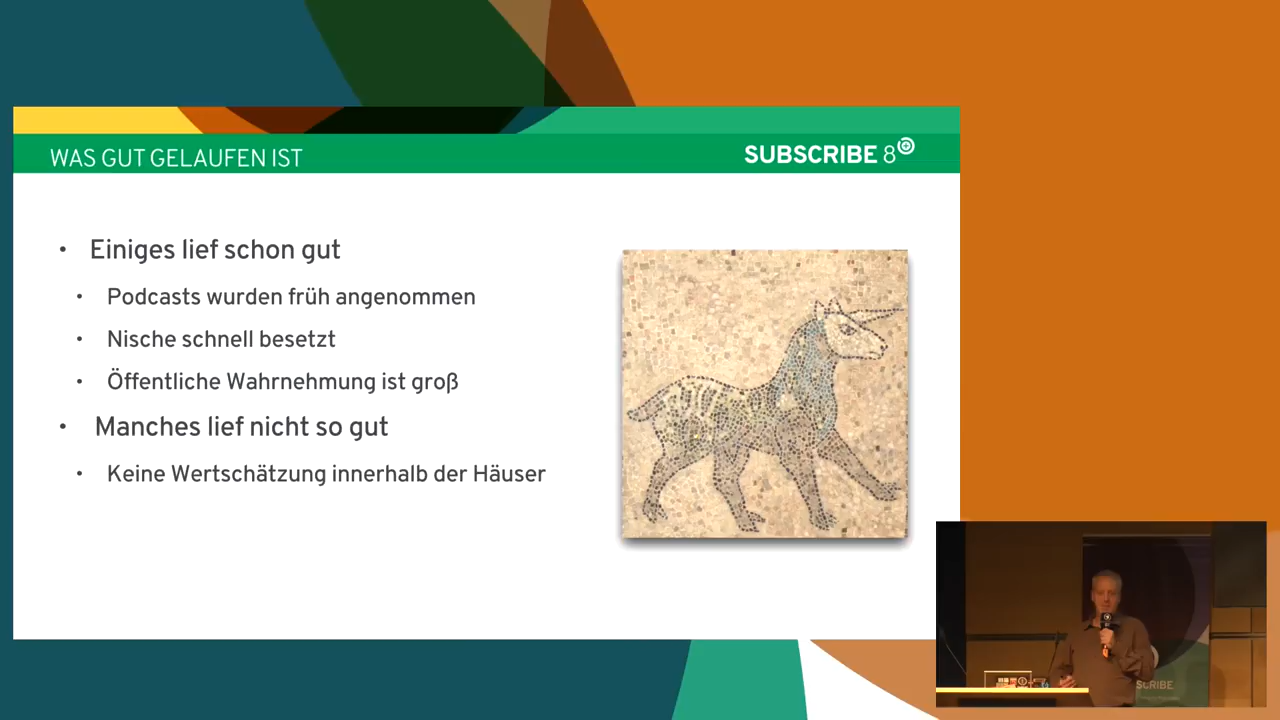 WAS GUT GELAUFEN IST
SUBSCRIBE 8
• Einiges lief schon gut
• Podcasts wurden früh angenommen
• Nische schnell besetzt
• Öffentliche Wahrnehmung ist groß
• Manches lief nicht so gut
• Keine Wertschätzung innerhalb der Häuser
SCRIBE